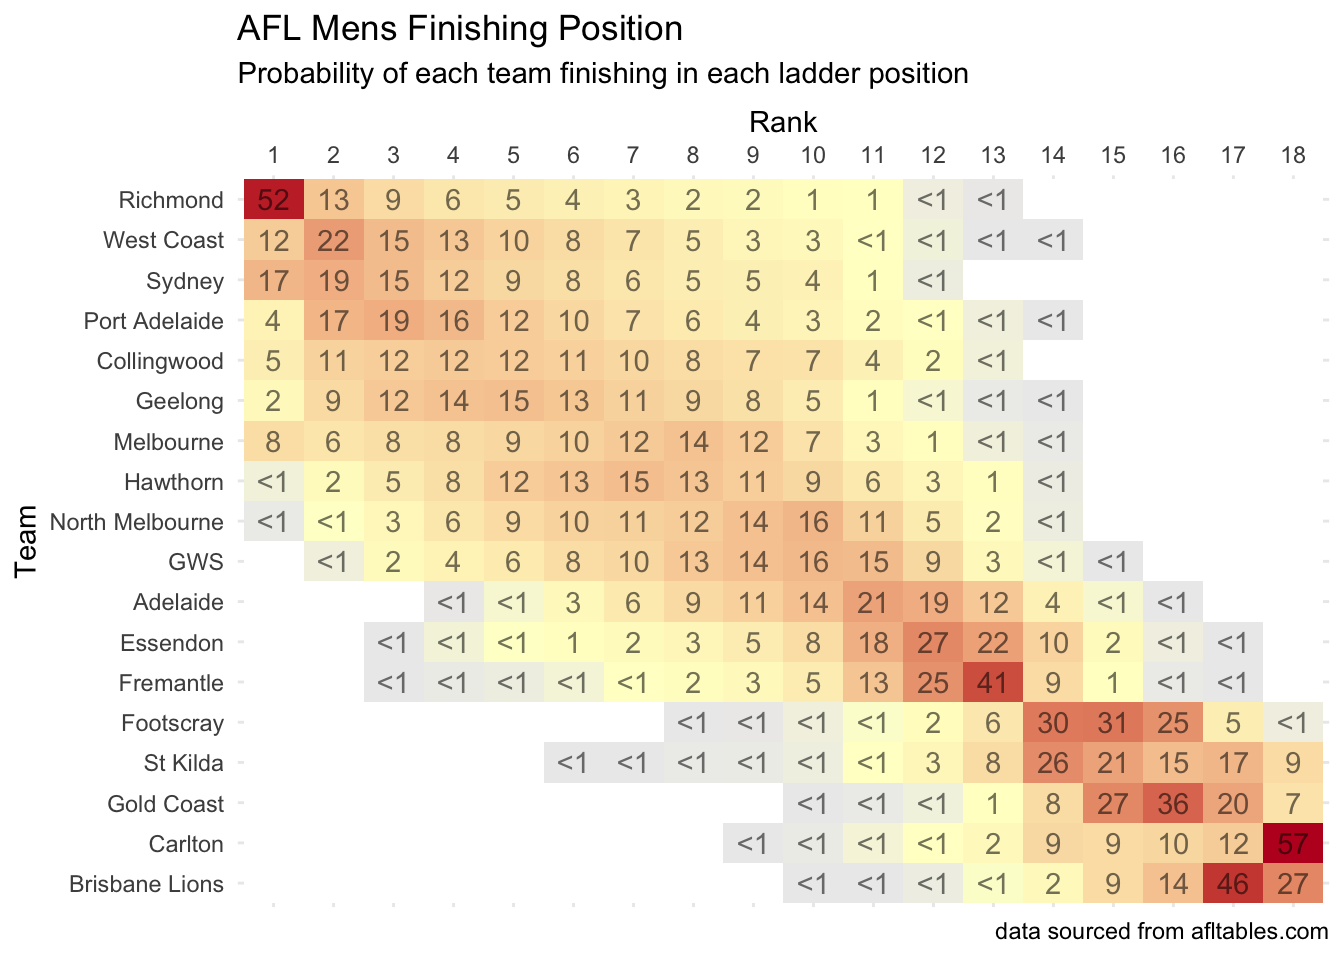 AFL Mens Finishing Position
Probability of each team finishing in each ladder position
Rank
1 2 3 4 5 6 7 8 9 10 11 12 13 14 15 16 17 18
Team
Richmond 52 13 9 6 5 4 3 2 2 1 1 <1 <1
West Coast 12 22 15 13 10 8 7 5 3 3 <1 <1 <1 <1
Sydney 17 19 15 12 9 8 6 5 5 4 1 <1
Port Adelaide 4 17 19 16 12 10 7 6 4 3 2 <1 <1 <1
Collingwood 5 11 12 12 12 11 10 8 7 7 4 2 <1
Geelong 2 9 12 14 15 13 11 9 8 5 1 <1 <1 <1
Melbourne 8 6 8 8 9 10 12 14 12 7 3 1 <1 <1
Hawthorn <1 2 5 8 12 13 15 13 11 9 6 3 1 <1
North Melbourne <1 <1 3 6 9 10 11 12 14 16 11 5 2 <1
GWS <1 2 4 6 8 10 13 14 16 15 9 3 <1 <1
Adelaide <1 <1 3 6 9 11 14 21 19 12 4 <1 <1
Essendon <1 <1 <1 1 2 3 5 8 18 27 22 10 2 <1 <1
Fremantle <1 <1 <1 <1 <1 2 3 5 13 25 41 9 1 <1 <1
Footscray <1 <1 <1 <1 2 6 30 31 25 5 <1
St Kilda <1 <1 <1 <1 <1 <1 3 8 26 21 15 17 9
Gold Coast <1 <1 <1 1 8 27 36 20 7
Carlton <1 <1 <1 <1 2 9 9 10 12 57
Brisbane Lions <1 <1 <1 <1 2 9 14 46 27
data sourced from afltables.com